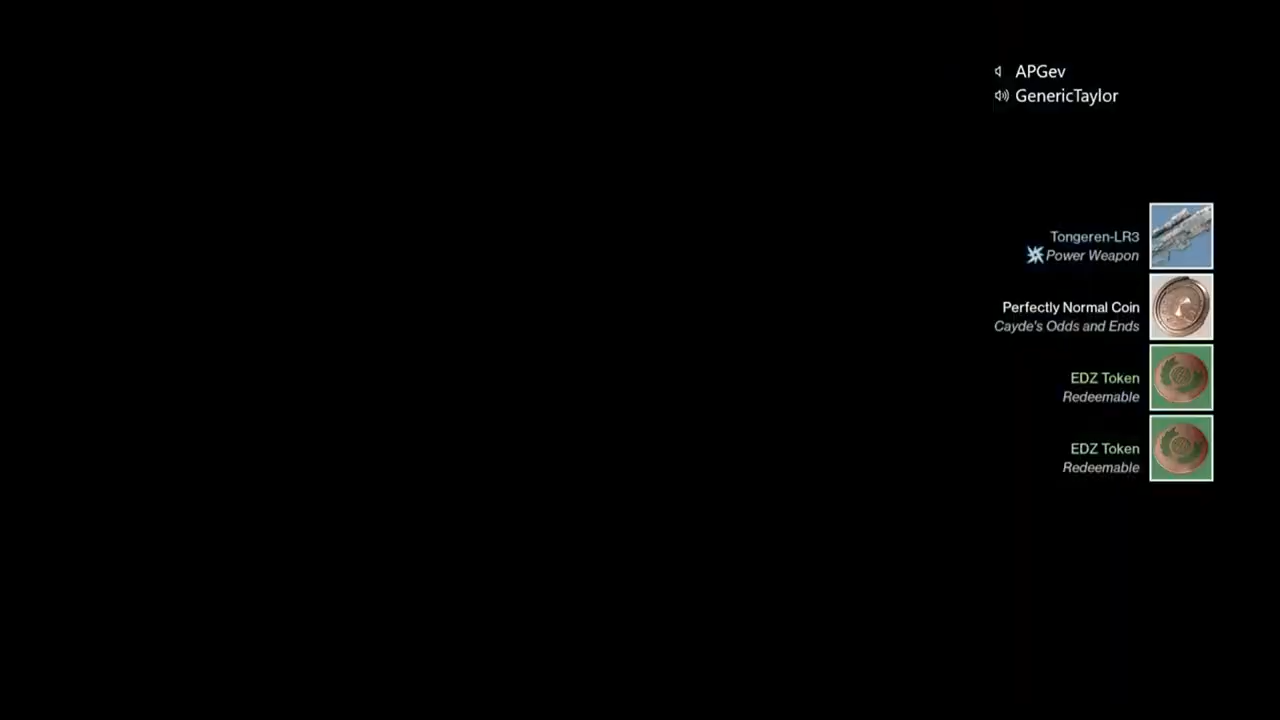 APGev
GenericTaylor
Tongeren-LR3
Power Weapon
Perfectly Normal Coin
Cayde's Odds and Ends
EDZ Token
Redeemable
EDZ Token
Redeemable